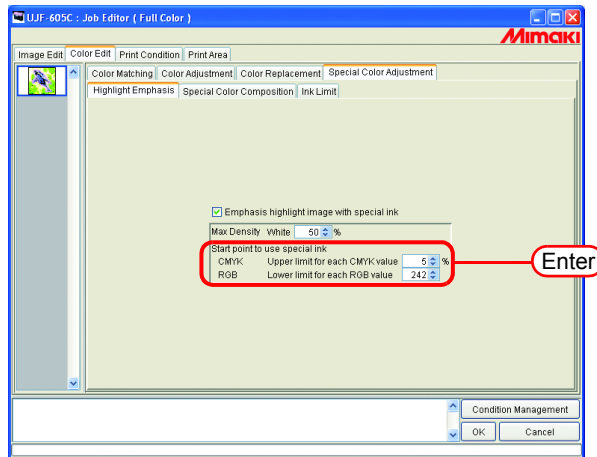 UJF-605C : Job Editor ( Full Color )
Mimaki
Image Edit Color Edit Print Condition Print Area
Color Matching Color Adjustment Color Replacement Special Color Adjustment
Highlight Emphasis Special Color Composition Ink Limit
Emphasis highlight image with special ink
Max Density White 50 %
Start point to use special ink
CMYK Upper limit for each CMYK value 5 %
RGB Lower limit for each RGB value 242
Enter
Condition Management
OK Cancel